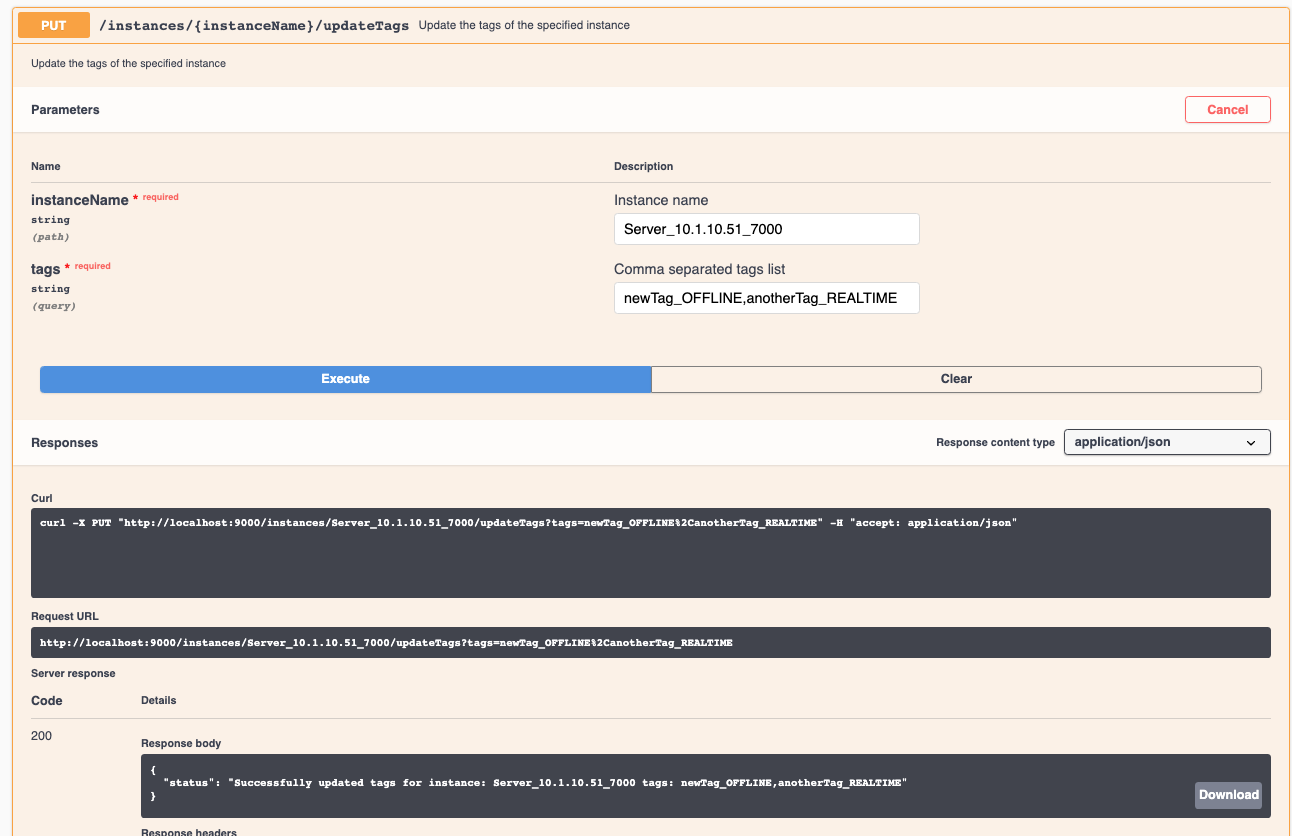 PUT /instances/{instanceName}/updateTags Update the tags of the specified instance
Update the tags of the specified instance
Parameters Cancel
Name Description
instanceName * required Instance name
string Server_10.1.10.51_7000
(path)
tags * required Comma separated tags list
string newTag_OFFLINE,anotherTag_REALTIME
(query)
Execute Clear
Responses Response content type application/json
Curl
curl -X PUT "http://localhost:9000/instances/Server_10.1.10.51_7000/updateTags?tags=newTag_OFFLINE%2CanotherTag_REALTIME" -H "accept: application/json"
Request URL
http://localhost:9000/instances/Server_10.1.10.51_7000/updateTags?tags=newTag_OFFLINE%2CanotherTag_REALTIME
Server response
Code Details
200
Response body
{
"status": "Successfully updated tags for instance: Server_10.1.10.51_7000 tags: newTag_OFFLINE,anotherTag_REALTIME"
}
Download
Response headers